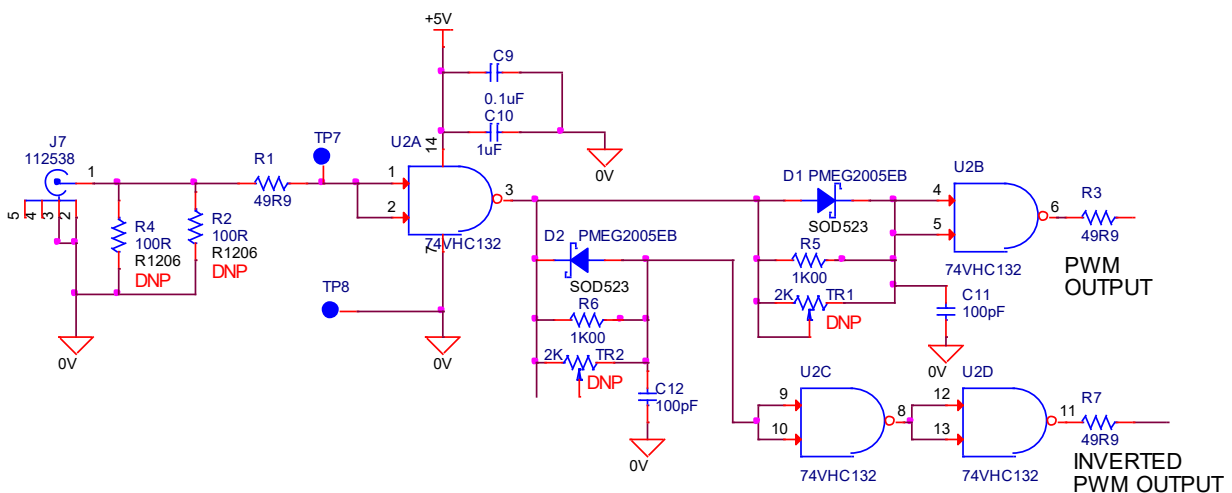 +5V
C9
0.1uF
C10
1uF
0V
J7
112538
1
5
4
3
2
R4
100R
R1206
DNP
R2
100R
R1206
DNP
0V
R1
49R9
TP7
TP8
U2A
14
1
2
3
7
74VHC132
0V
D2 PMEG2005EB
SOD523
R6
1K00
2K TR2
DNP
C12
100pF
0V
D1 PMEG2005EB
SOD523
R5
1K00
2K TR1
DNP
C11
100pF
0V
U2B
4
5
6
74VHC132
R3
49R9
PWM
OUTPUT
U2C
9
10
8
74VHC132
U2D
12
13
11
74VHC132
R7
49R9
INVERTED
PWM OUTPUT